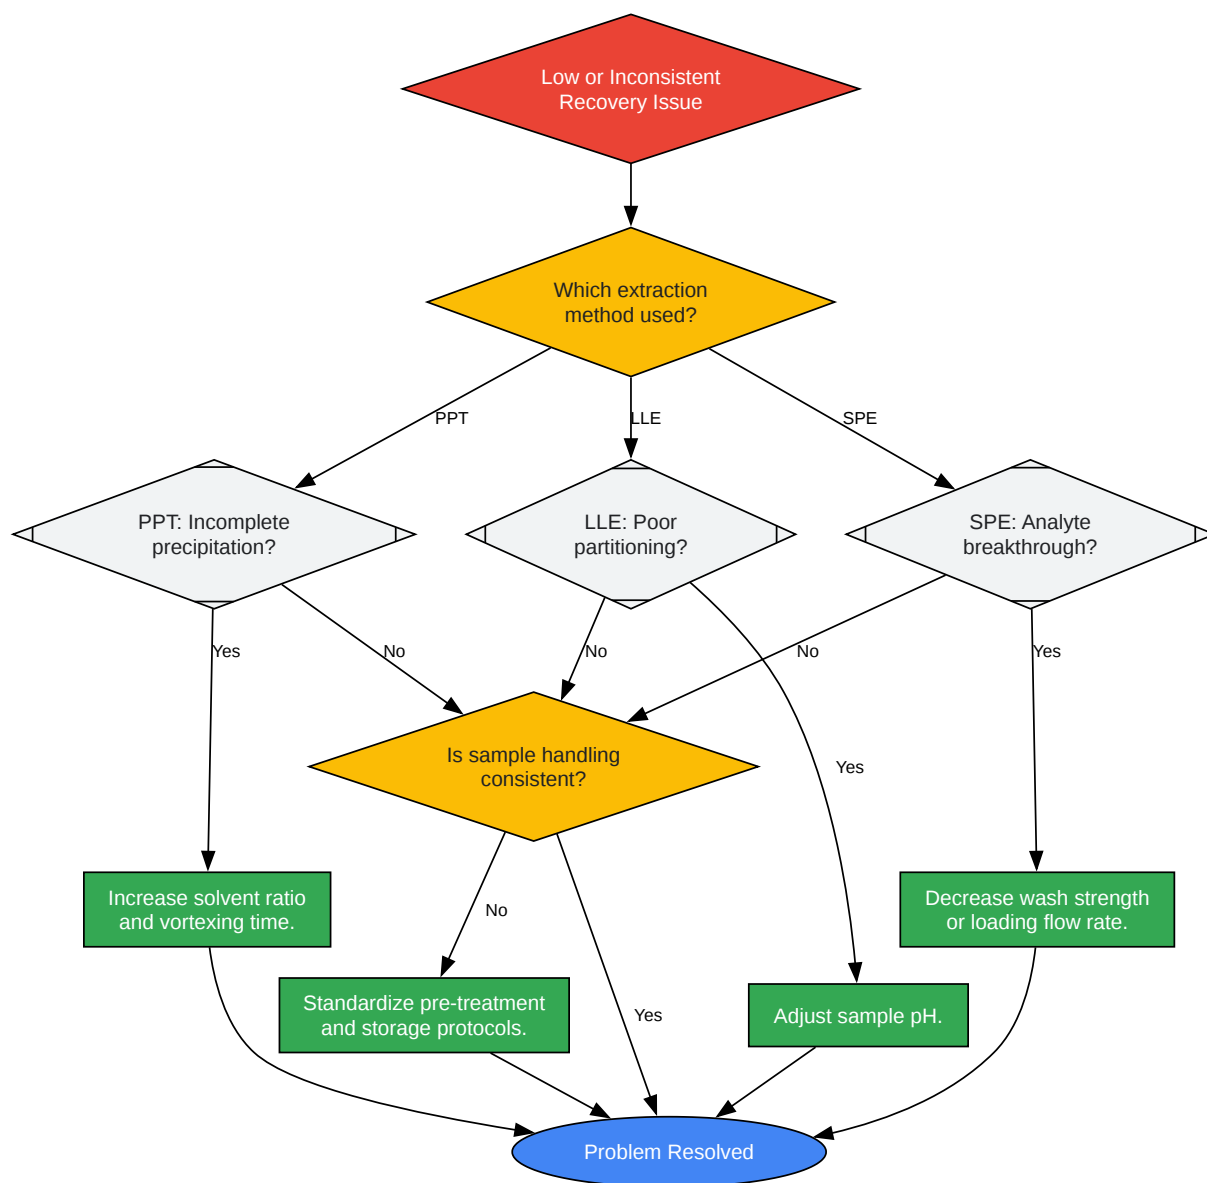 Low or Inconsistent
Recovery Issue
Which extraction
method used?
PPT
LLE
SPE
PPT: Incomplete
precipitation?
LLE: Poor
partitioning?
SPE: Analyte
breakthrough?
Yes
No
No
No
Yes
Is sample handling
consistent?
Yes
Increase solvent ratio
and vortexing time.
Decrease wash strength
or loading flow rate.
No
Standardize pre-treatment
and storage protocols.
Yes
Adjust sample pH.
Problem Resolved